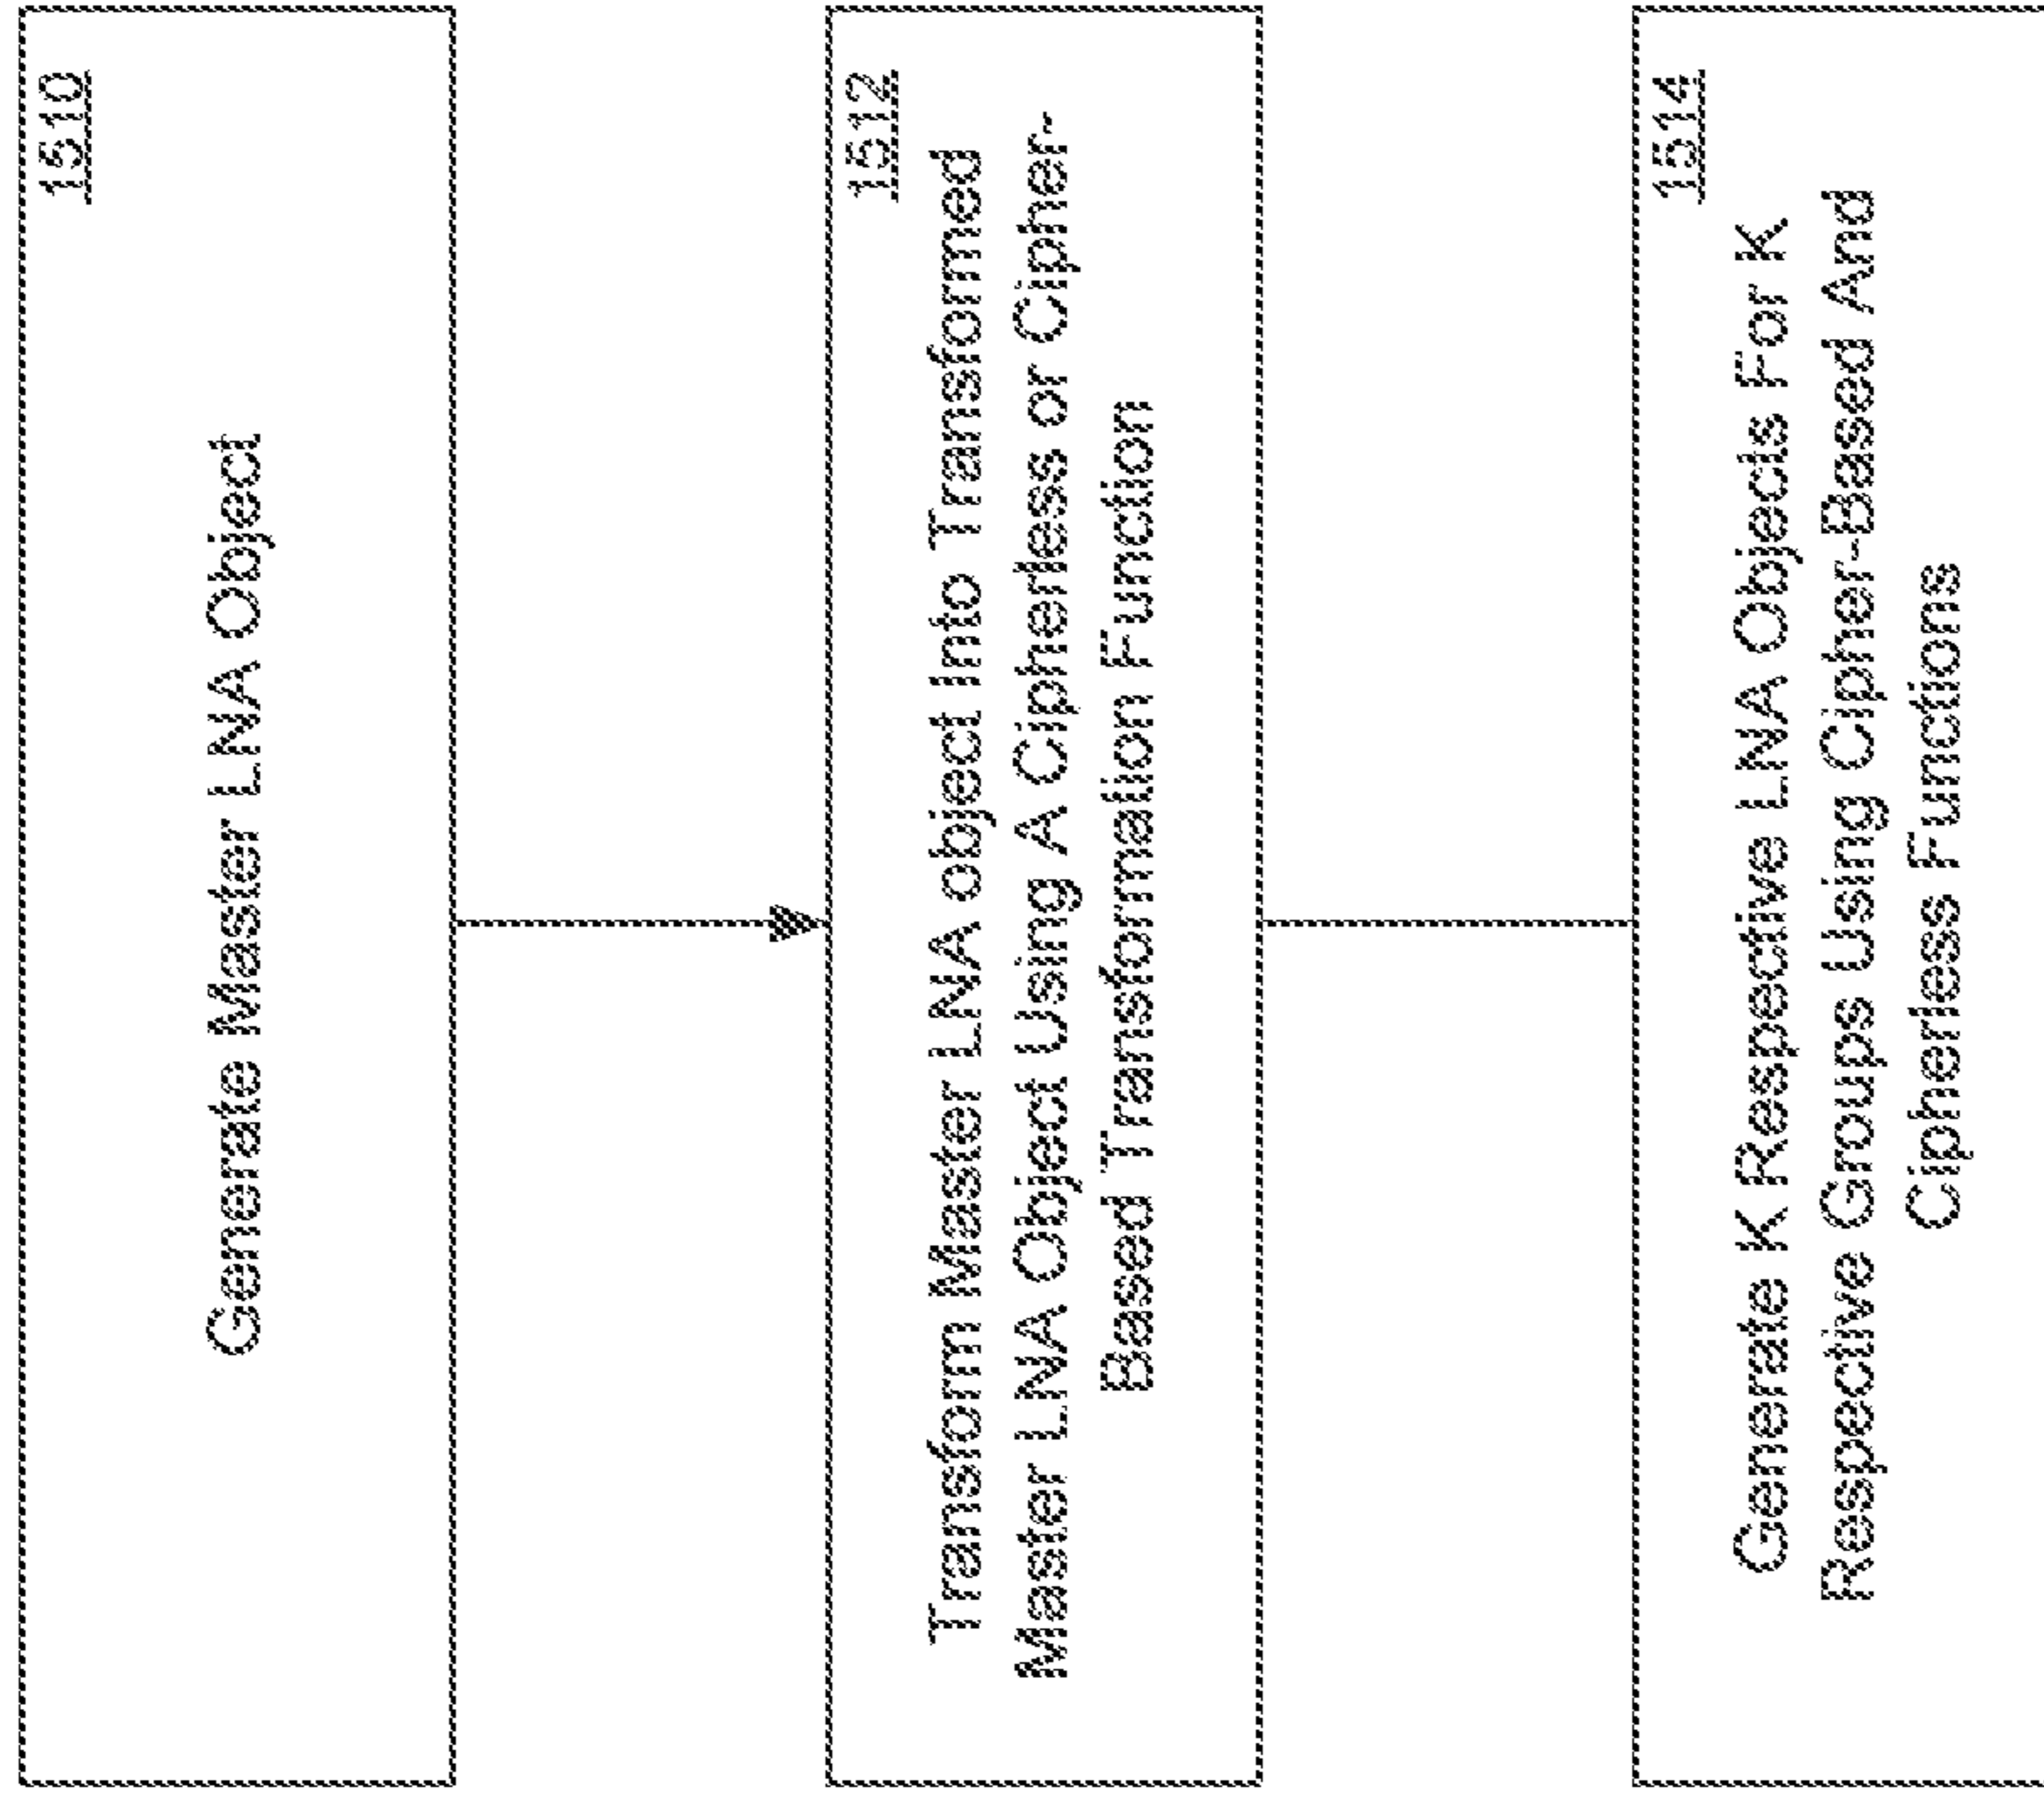 1510
Generate Master LNA Object
1512
Transform Master LNA object Into Transformed
Master LNA Object Using A Cipherless or Cipher-
Based Transformation Function
1514
Generate K Respective LNA Objects For K
Respective Groups Using Cipher-Based And
Cipherless Functions